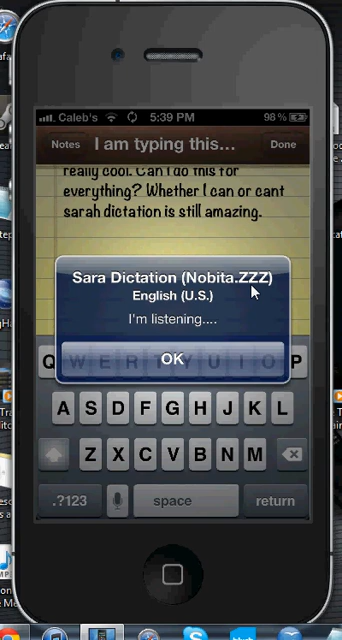 Caleb's 5:39 PM 98 %
Notes I am typing this... Done
really cool. Can I do this for
everything? Whether I can or cant
sarah dictation is still amazing.
Sara Dictation (Nobita.ZZZ)
English (U.S.)
I'm listening....
OK
Q W E R T Y U I O P
A S D F G H J K L
Z X C V B N M
.?123 space return